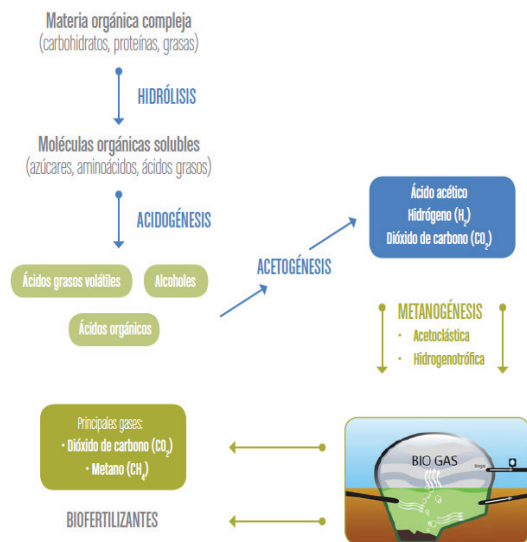 Materia orgánica compleja
(carbohidratos, proteínas, grasas)
HIDRÓLISIS
Moléculas orgánicas solubles
(azúcares, aminoácidos, ácidos grasos)
ACIDOGÉNESIS
Ácidos grasos volátiles
Alcoholes
Ácidos orgánicos
ACETOGÉNESIS
Ácido acético
Hidrógeno (H2)
Dióxido de carbono (CO2)
METANOGÉNESIS
· Acetoclástica
· Hidrogenotrófica
Principales gases:
· Dióxido de carbono (CO2)
· Metano (CH4)
BIO GAS
Biogas
BIOFERTILIZANTES